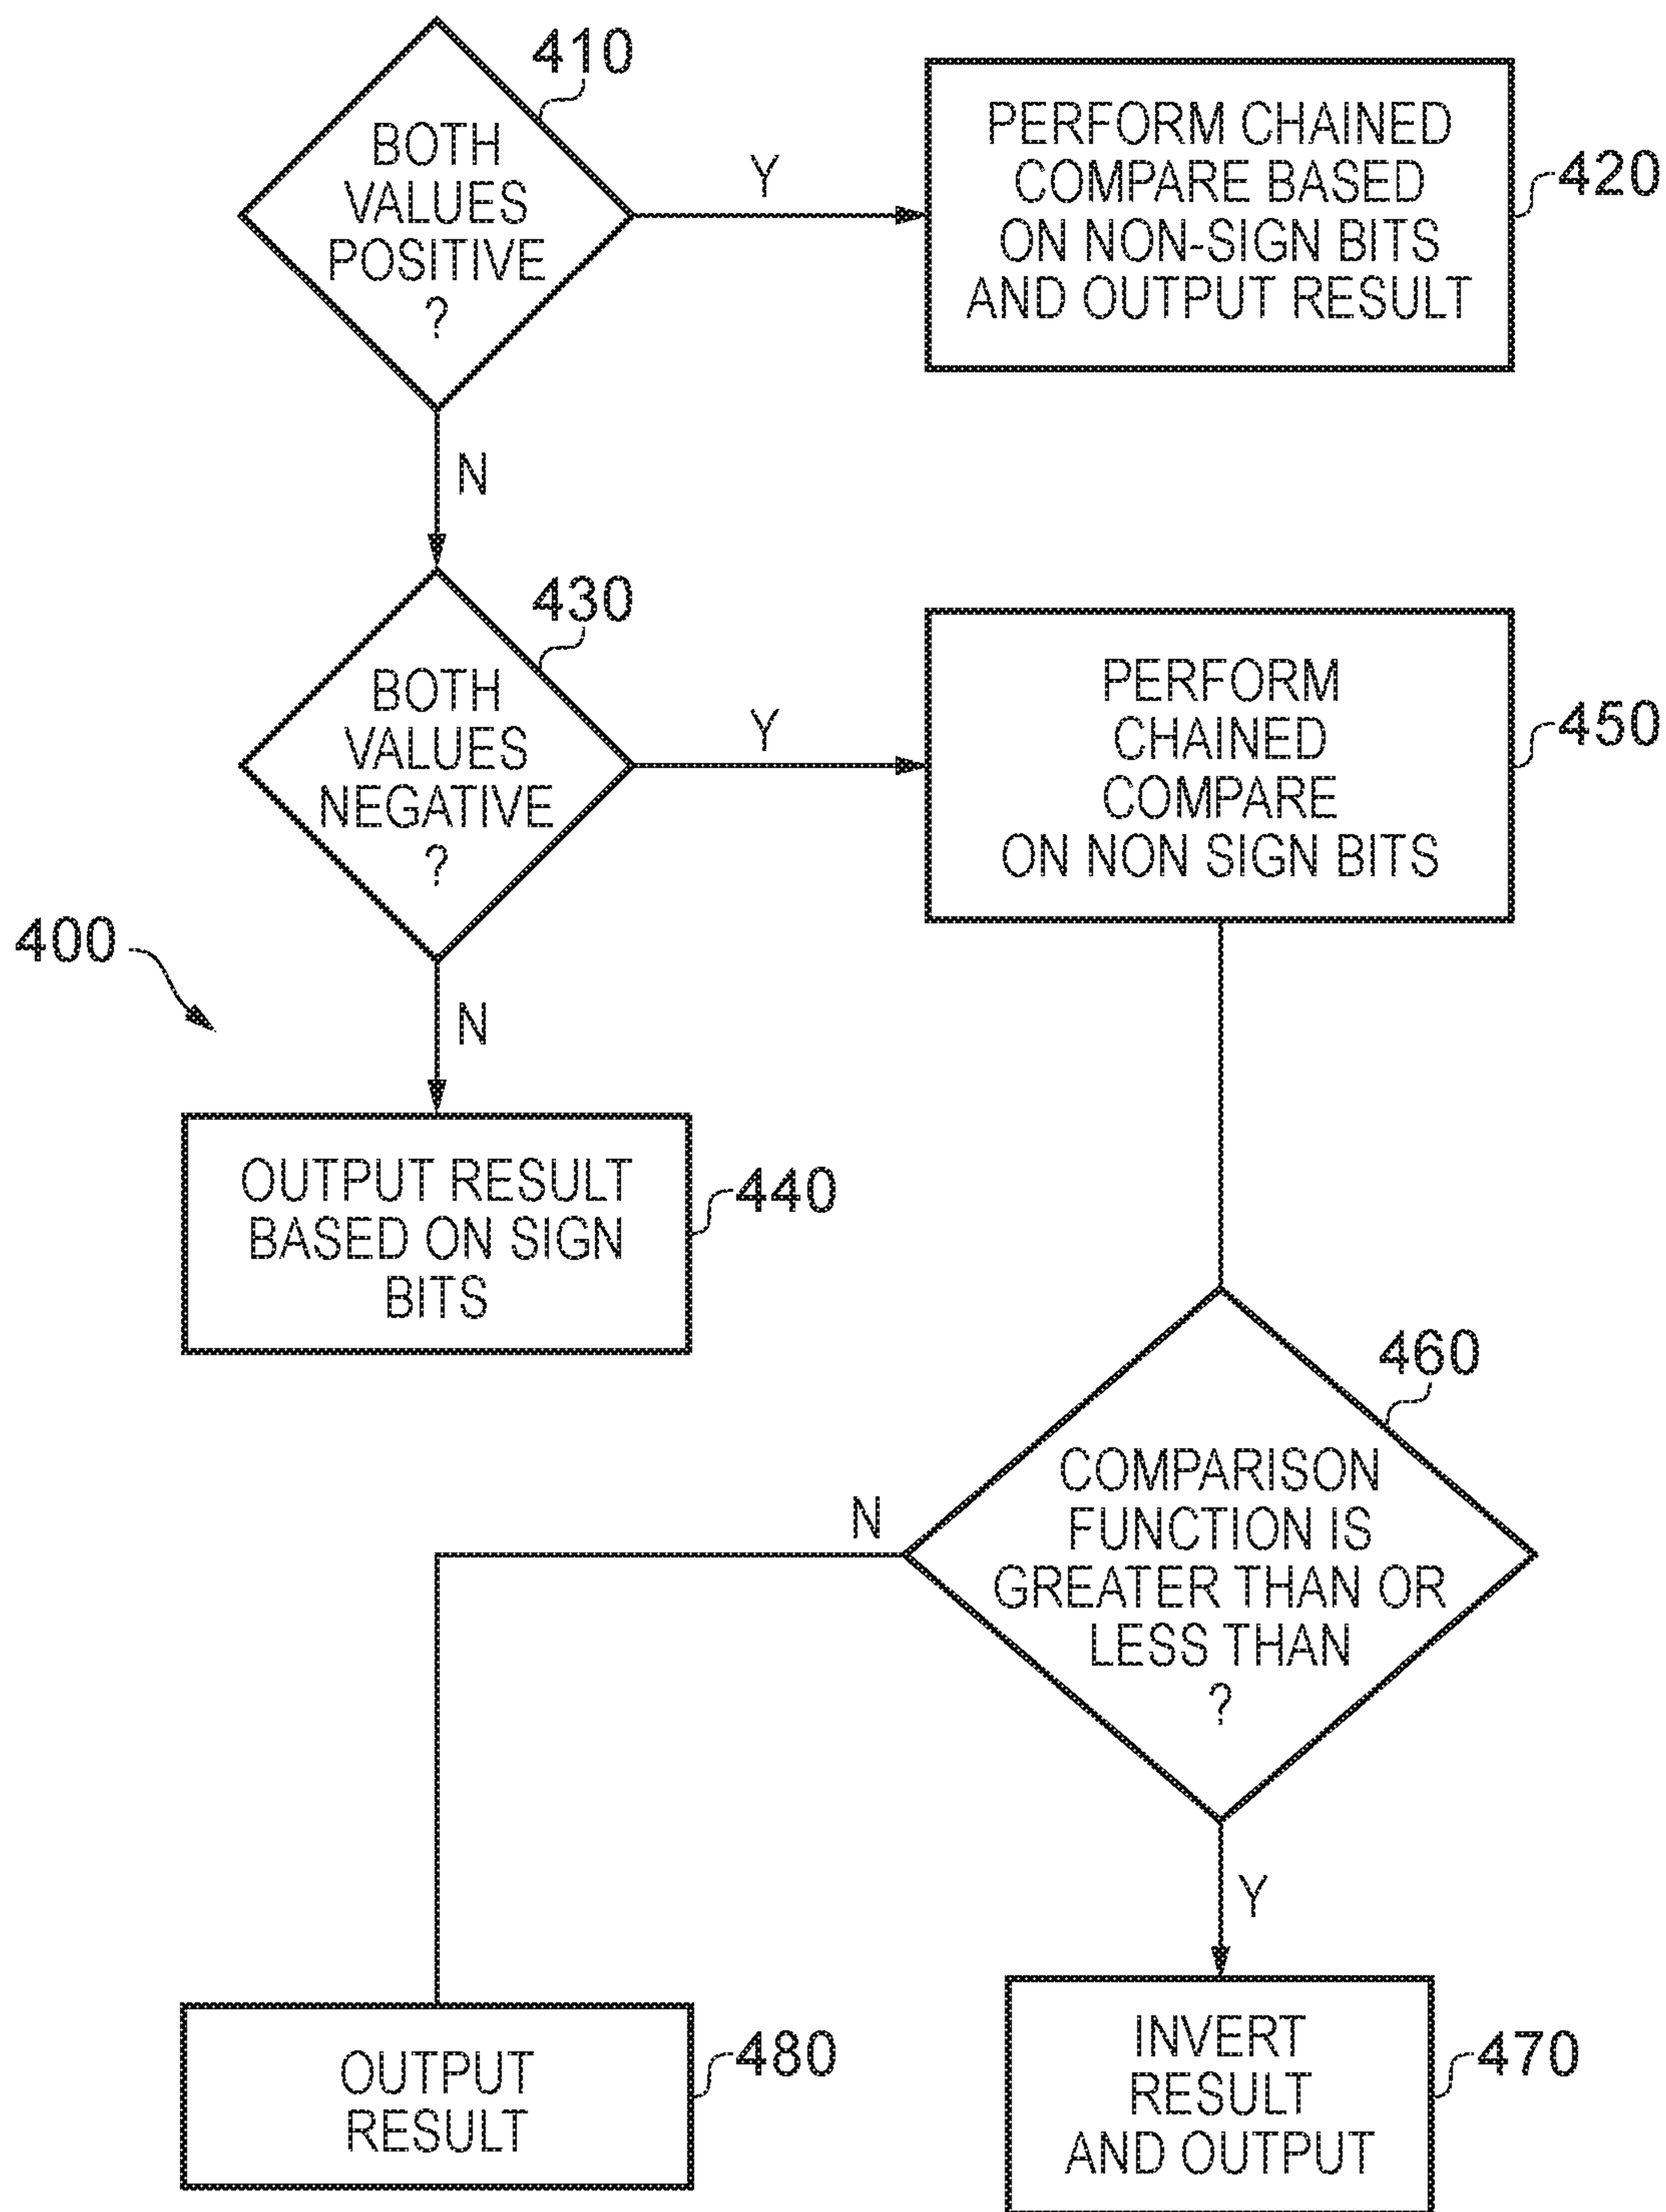 410
BOTH
VALUES
POSITIVE
?
Y
PERFORM CHAINED
COMPARE BASED
ON NON-SIGN BITS
AND OUTPUT RESULT
420
N
430
BOTH
VALUES
NEGATIVE
?
Y
PERFORM
CHAINED
COMPARE
ON NON SIGN BITS
450
400
N
OUTPUT RESULT
BASED ON SIGN
BITS
440
460
COMPARISON
FUNCTION IS
GREATER THAN OR
LESS THAN
?
N
Y
OUTPUT
RESULT
480
INVERT
RESULT
AND OUTPUT
470